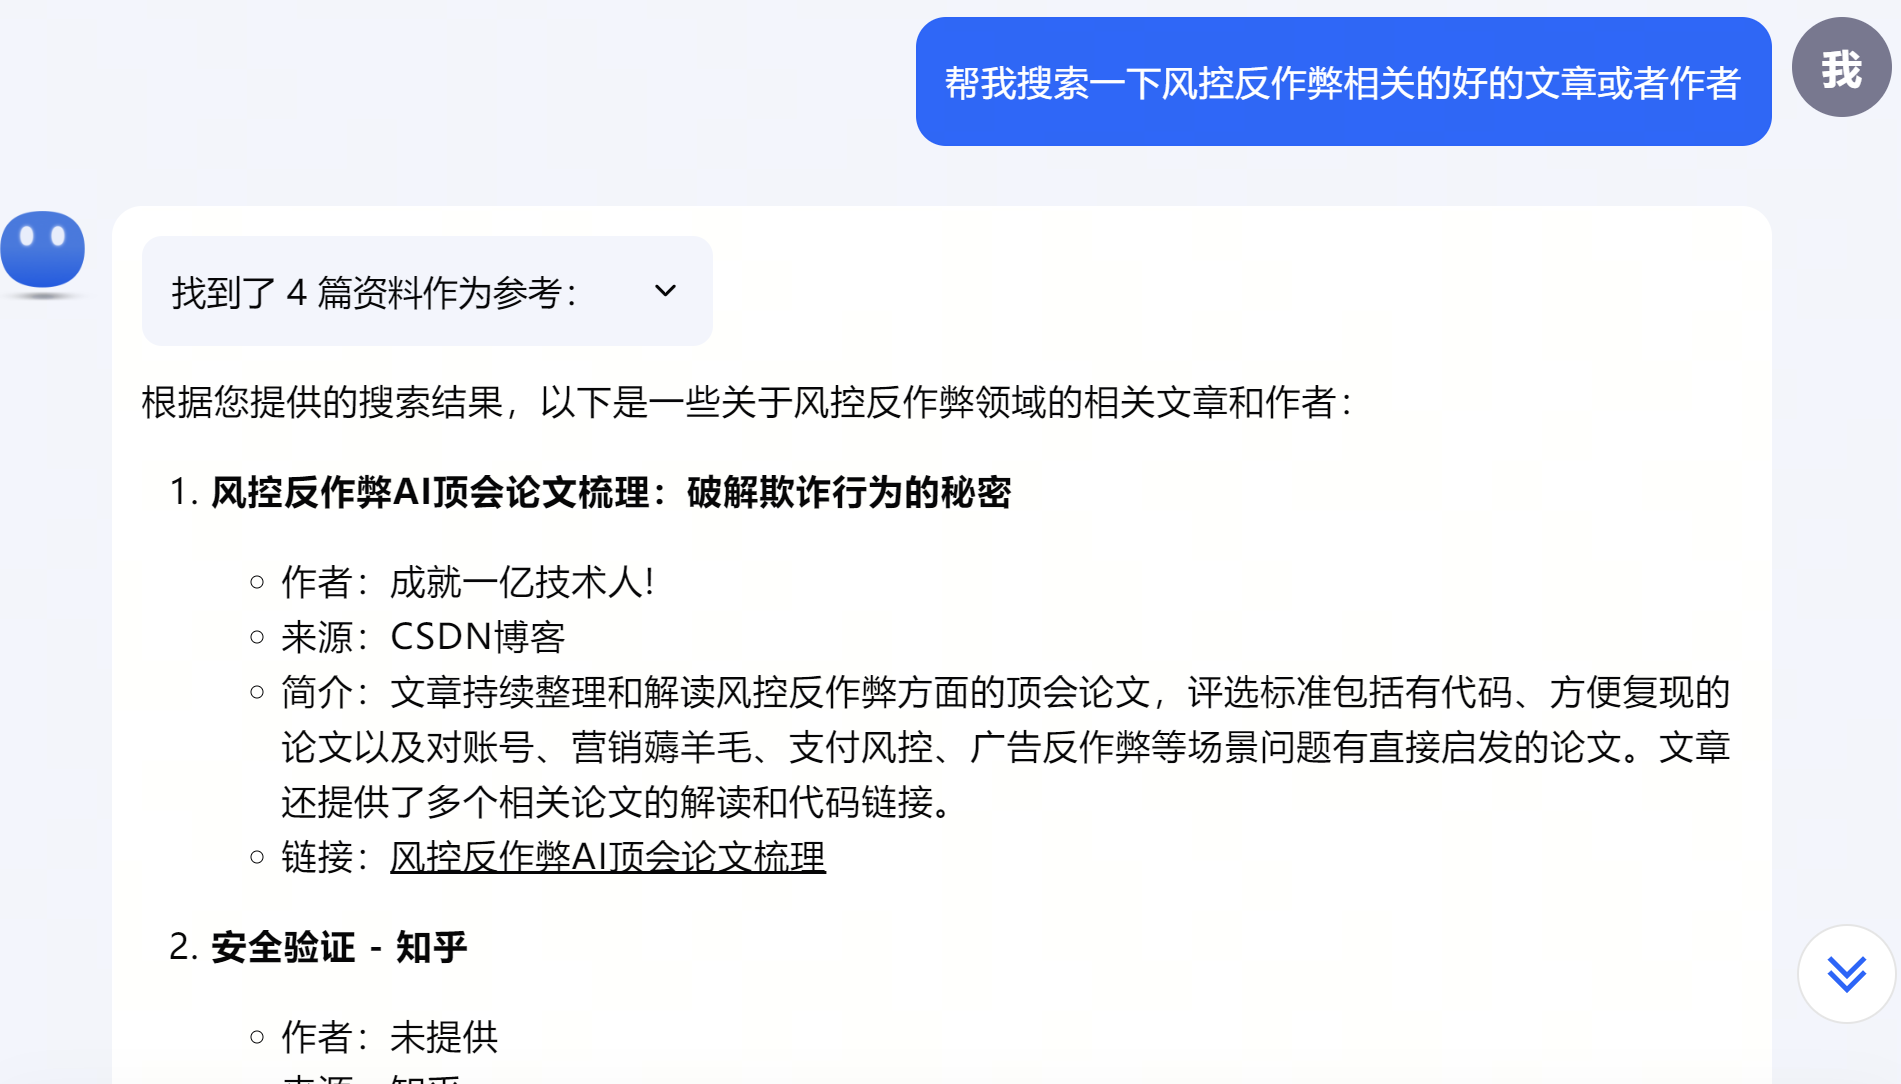 帮我搜索一下风控反作弊相关的好的文章或者作者
我
找到了 4 篇资料作为参考：
根据您提供的搜索结果，以下是一些关于风控反作弊领域的相关文章和作者：
1. 风控反作弊AI顶会论文梳理：破解欺诈行为的秘密
作者：成就一亿技术人!
来源：CSDN博客
简介：文章持续整理和解读风控反作弊方面的顶会论文，评选标准包括有代码、方便复现的
论文以及对账号、营销薅羊毛、支付风控、广告反作弊等场景问题有直接启发的论文。文章
还提供了多个相关论文的解读和代码链接。
链接：风控反作弊AI顶会论文梳理
2. 安全验证 - 知乎
作者：未提供
来源：知乎